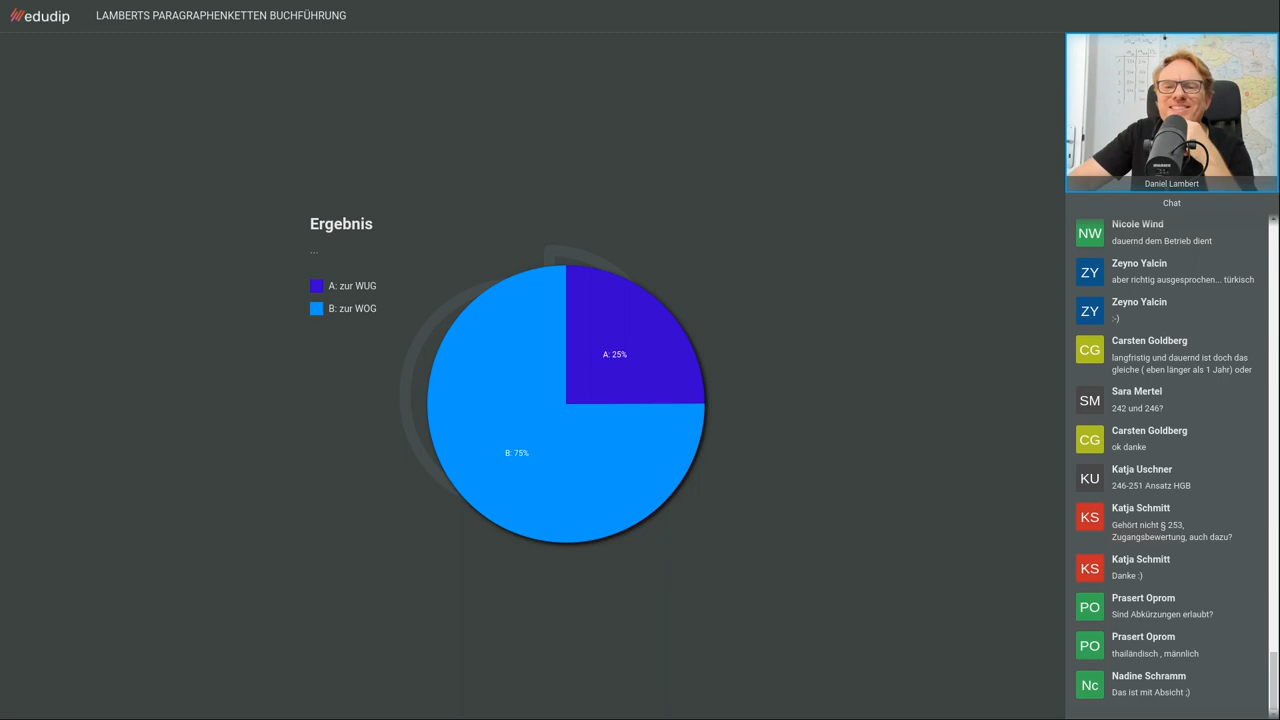 edudip
LAMBERTS PARAGRAPHENKETTEN BUCHFÜHRUNG
Ergebnis
...
A: zur WUG
B: zur WOG
A: 25%
B: 75%
Daniel Lambert
Chat
NW
Nicole Wind
dauernd dem Betrieb dient
ZY
Zeyno Yalcin
aber richtig ausgesprochen... türkisch
ZY
Zeyno Yalcin
:-)
CG
Carsten Goldberg
langfristig und dauernd ist doch das
gleiche ( eben länger als 1 Jahr) oder
SM
Sara Mertel
242 und 246?
CG
Carsten Goldberg
ok danke
KU
Katja Uschner
246-251 Ansatz HGB
KS
Katja Schmitt
Gehört nicht § 253,
Zugangsbewertung, auch dazu?
KS
Katja Schmitt
Danke :)
PO
Prasert Oprom
Sind Abkürzungen erlaubt?
PO
Prasert Oprom
thailändisch , männlich
Nc
Nadine Schramm
Das ist mit Absicht ;)